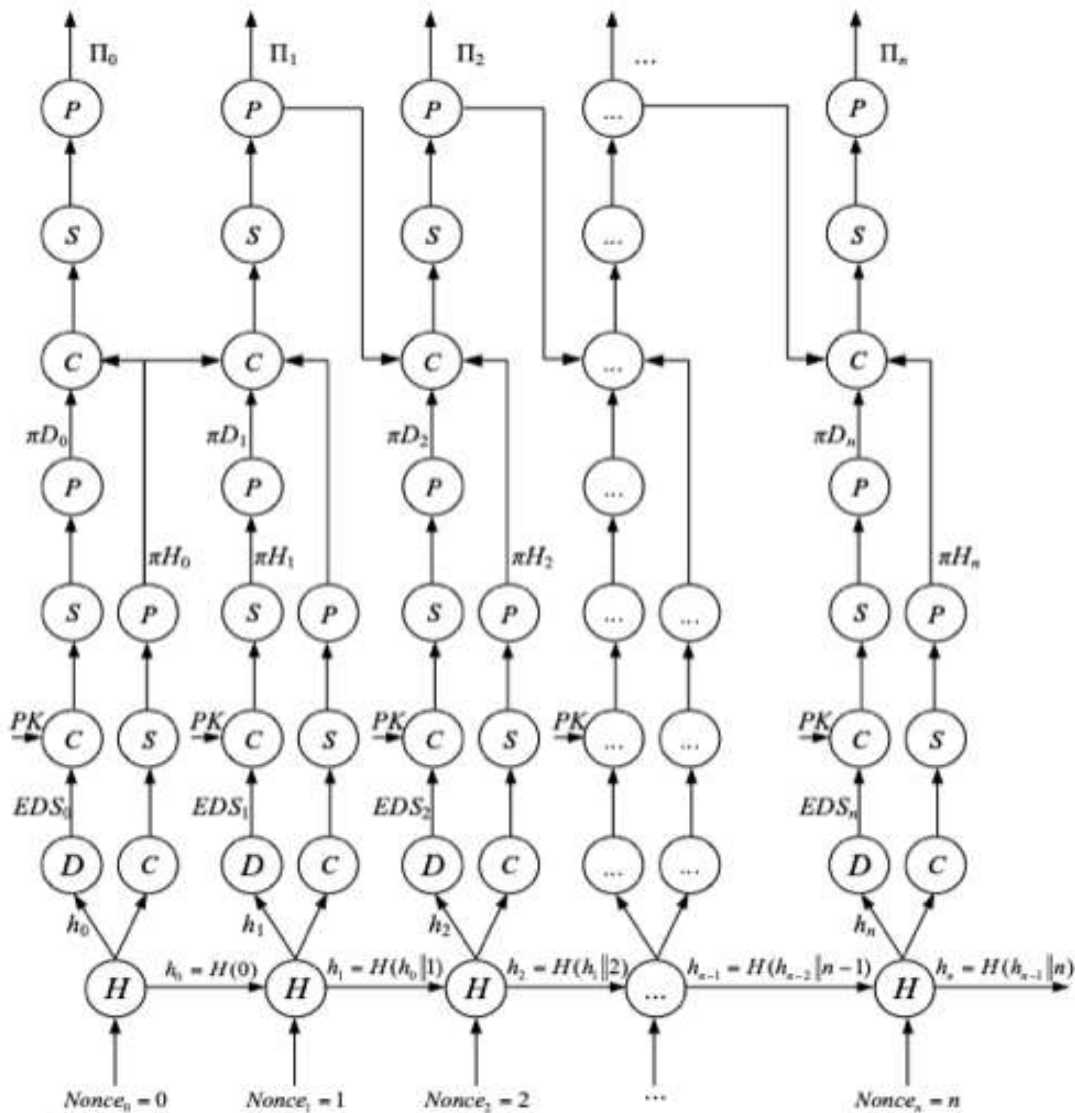 Π₀ Π₁ Π₂ ... Πₙ
P P P ... P
S S S ... S
C C C ... C
πD₀ πD₁ πD₂ πDₙ
P P P ... P
πH₀ πH₁ πH₂ πHₙ
S P S P S P ... ... S P
PK PK PK PK PK
C S C S C S ... ... C S
EDS₀ EDS₁ EDS₂ EDSₙ
D C D C D C ... ... D C
h₀ h₁ h₂ hₙ
h₀ = H(0) h₁ = H(h₀‖1) h₂ = H(h₁‖2) hₙ₋₁ = H(hₙ₋₂‖n−1) hₙ = H(hₙ₋₁‖n)
H H H ... H
Nonce₀ = 0 Nonce₁ = 1 Nonce₂ = 2 ... Nonceₙ = n